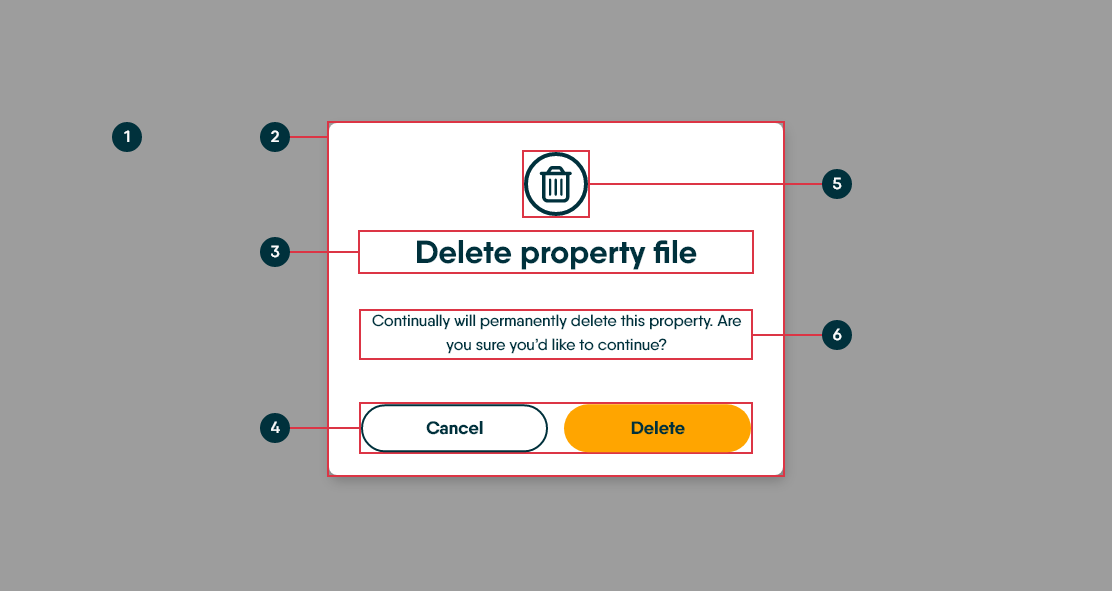 1
2
5
3
Delete property file
Continually will permanently delete this property. Are
you sure you’d like to continue?
6
4
Cancel
Delete